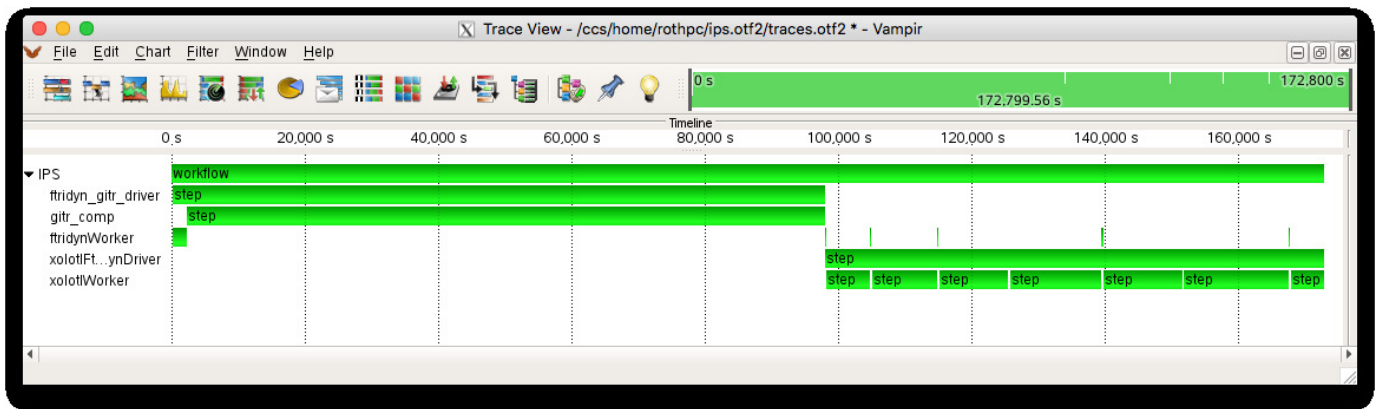 Trace View - /ccs/home/rothpc/ips.otf2/traces.otf2 * - Vampir
File Edit Chart Filter Window Help
0 s 172,800 s
172,799.56 s
Timeline
0 s 20,000 s 40,000 s 60,000 s 80,000 s 100,000 s 120,000 s 140,000 s 160,000 s
IPS workflow
ftridyn_gitr_driver step
gitr_comp step
ftridynWorker
xolotlFt...ynDriver step
xolotlWorker step step step step step step step